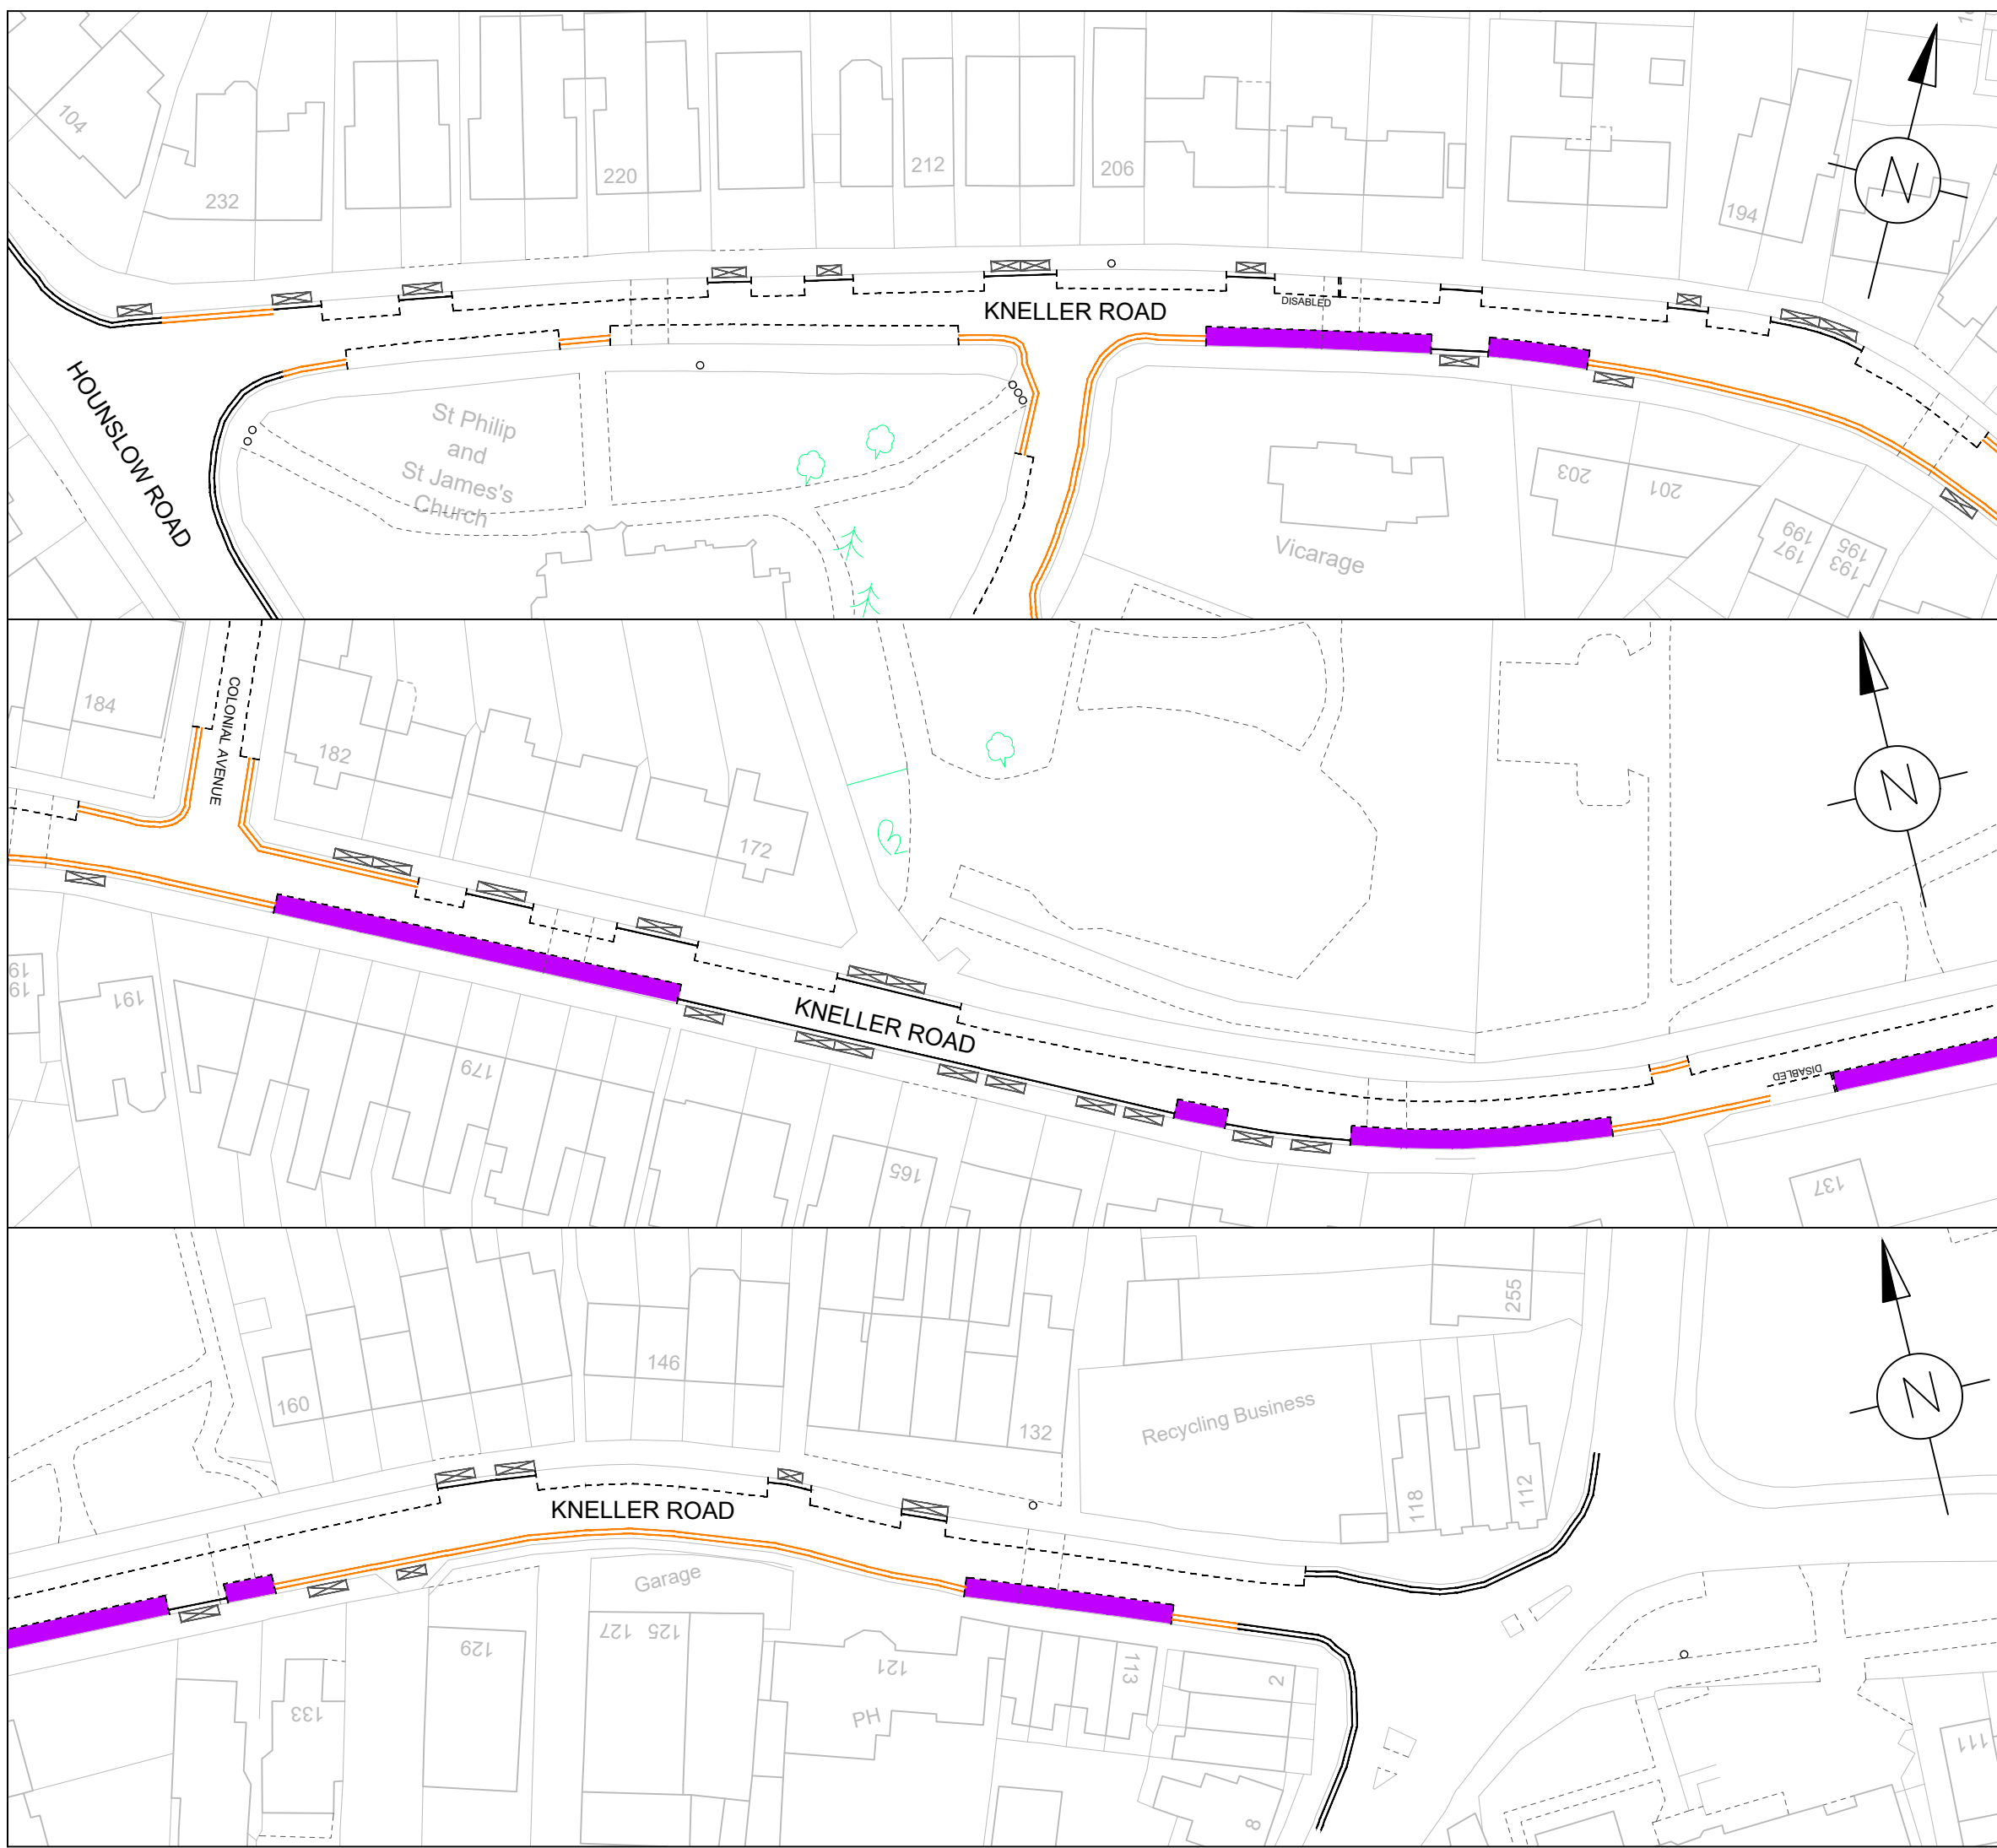 104
232
220
212
206
194
KNELLER ROAD
DISABLED
HOUNSLOW ROAD
St Philip
and
St James's
Church
Vicarage
203
201
199
197
195
193
N
184
COLONIAL AVENUE
182
172
191
179
KNELLER ROAD
165
DISABLED
137
N
160
146
132
Recycling Business
255
118
112
KNELLER ROAD
Garage
129
127
125
121
PH
113
2
133
8
111
N